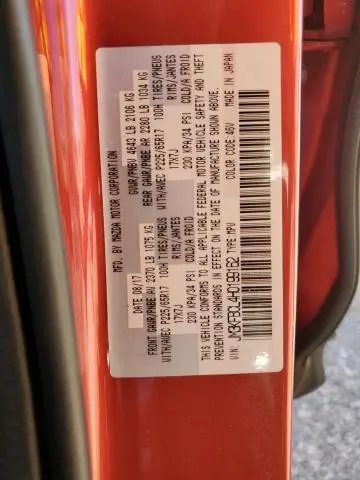 MFD. BY MAZDA MOTOR CORPORATION
DATE 08/17 GVWR/PNBV 4643 LB 2106 KG
FRONT GAWR/PNBE AV 2370 LB 1075 KG REAR GAWR/PNBE AR 2280 LB 1034 KG
WITH/AVEC P225/65R17 100H TIRES/PNEUS WITH/AVEC P225/65R17 100H TIRES/PNEUS
17X7J RIMS/JANTES 17X7J RIMS/JANTES
230 KPA/34 PSI COLD/A FROID 230 KPA/34 PSI COLD/A FROID
THIS VEHICLE CONFORMS TO ALL APPLICABLE FEDERAL MOTOR VEHICLE SAFETY AND THEFT
PREVENTION STANDARDS IN EFFECT ON THE DATE OF MANUFACTURE SHOWN ABOVE.
VIN: TYPE MPV COLOR CODE 46V MADE IN JAPAN